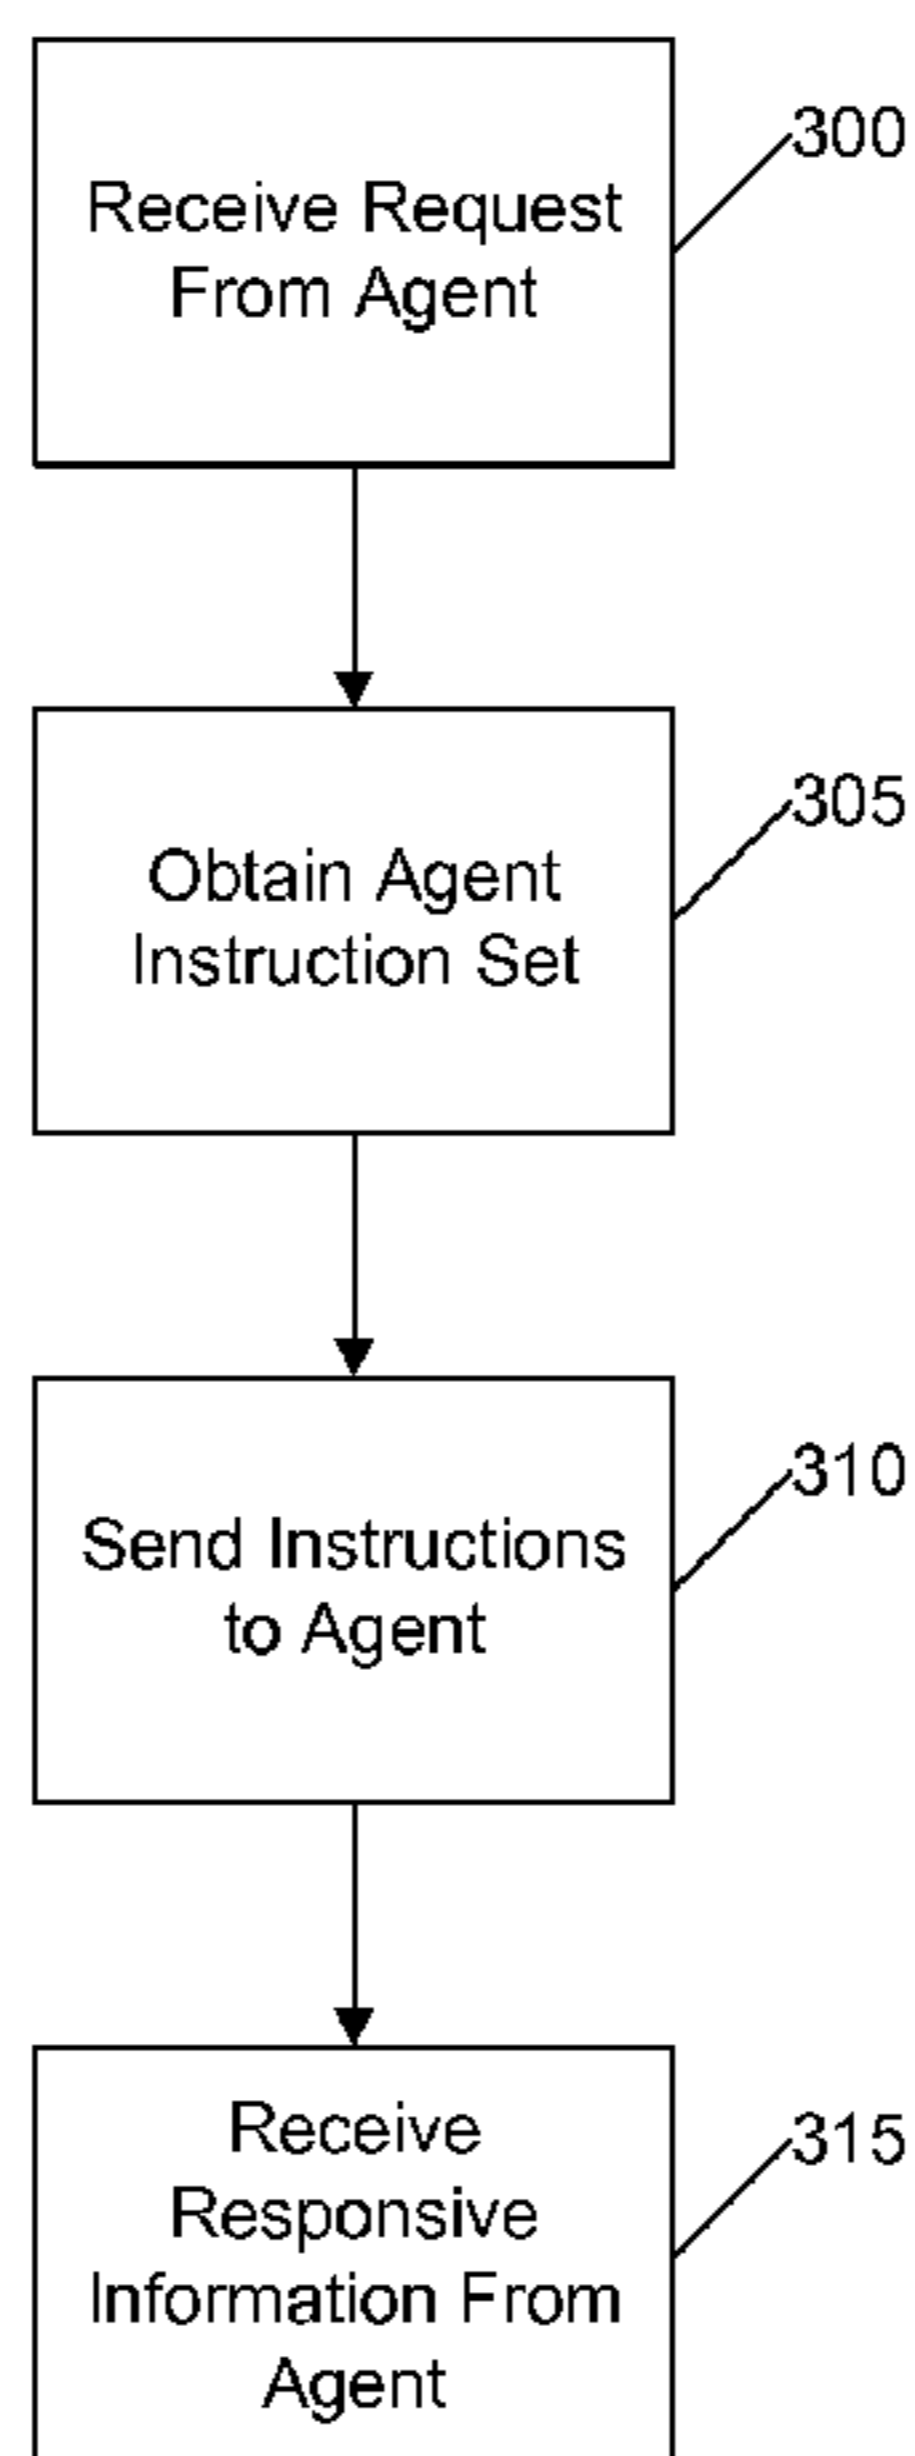 300
Receive Request
From Agent
305
Obtain Agent
Instruction Set
310
Send Instructions
to Agent
315
Receive
Responsive
Information From
Agent